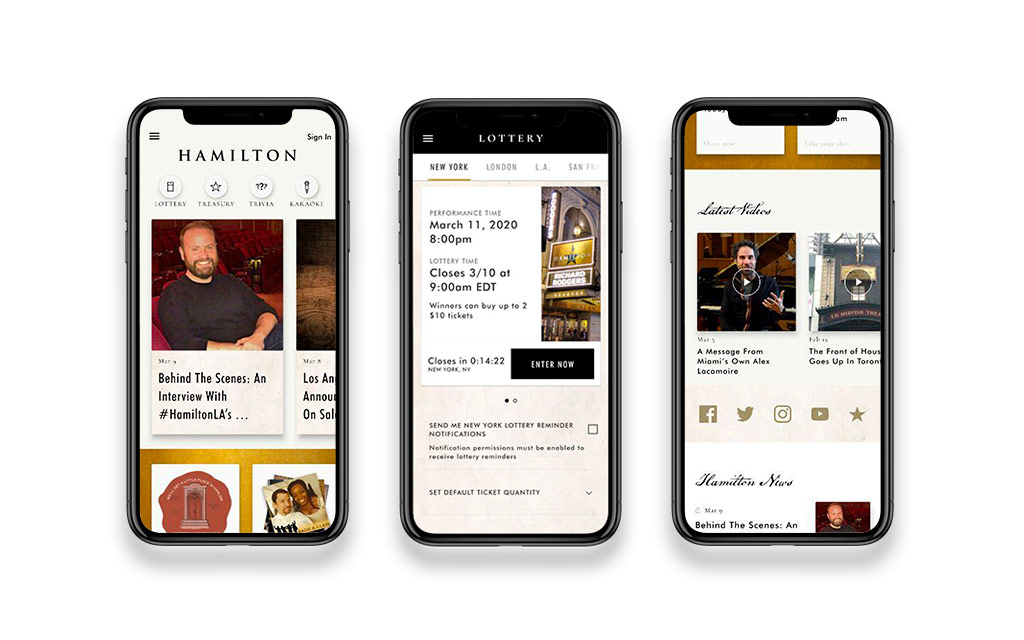 Sign In
HAMILTON
LOTTERY TREASURY TRIVIA KARAOKE
???
Mar 9
Behind The Scenes: An
Interview With
#HamiltonLA's ...
Mar 8
Los An
Announ
On Sal
LOTTERY
NEW YORK LONDON L.A. SAN FR
PERFORMANCE TIME
March 11, 2020
8:00pm
LOTTERY TIME
Closes 3/10 at
9:00am EDT
Winners can buy up to 2
$10 tickets
HAMILTON
RICHARD
RODGERS
Closes in 0:14:22
NEW YORK, NY
ENTER NOW
SEND ME NEW YORK LOTTERY REMINDER
NOTIFICATIONS
Notification permissions must be enabled to
receive lottery reminders
SET DEFAULT TICKET QUANTITY
am
Share now
Take your shot
Latest Videos
Mar 5
A Message From
Miami's Own Alex
Lacamoire
Feb 12
The Front of Hous
Goes Up In Toront
Hamilton News
Mar 9
Behind The Scenes: An